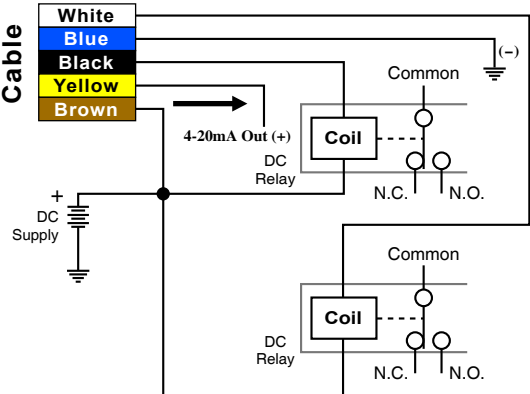 Cable
White
Blue
Black
Yellow
Brown
(−)
4-20mA Out (+)
Common
Coil
DC
Relay
N.C.
N.O.
+
DC
Supply
Common
Coil
DC
Relay
N.C.
N.O.